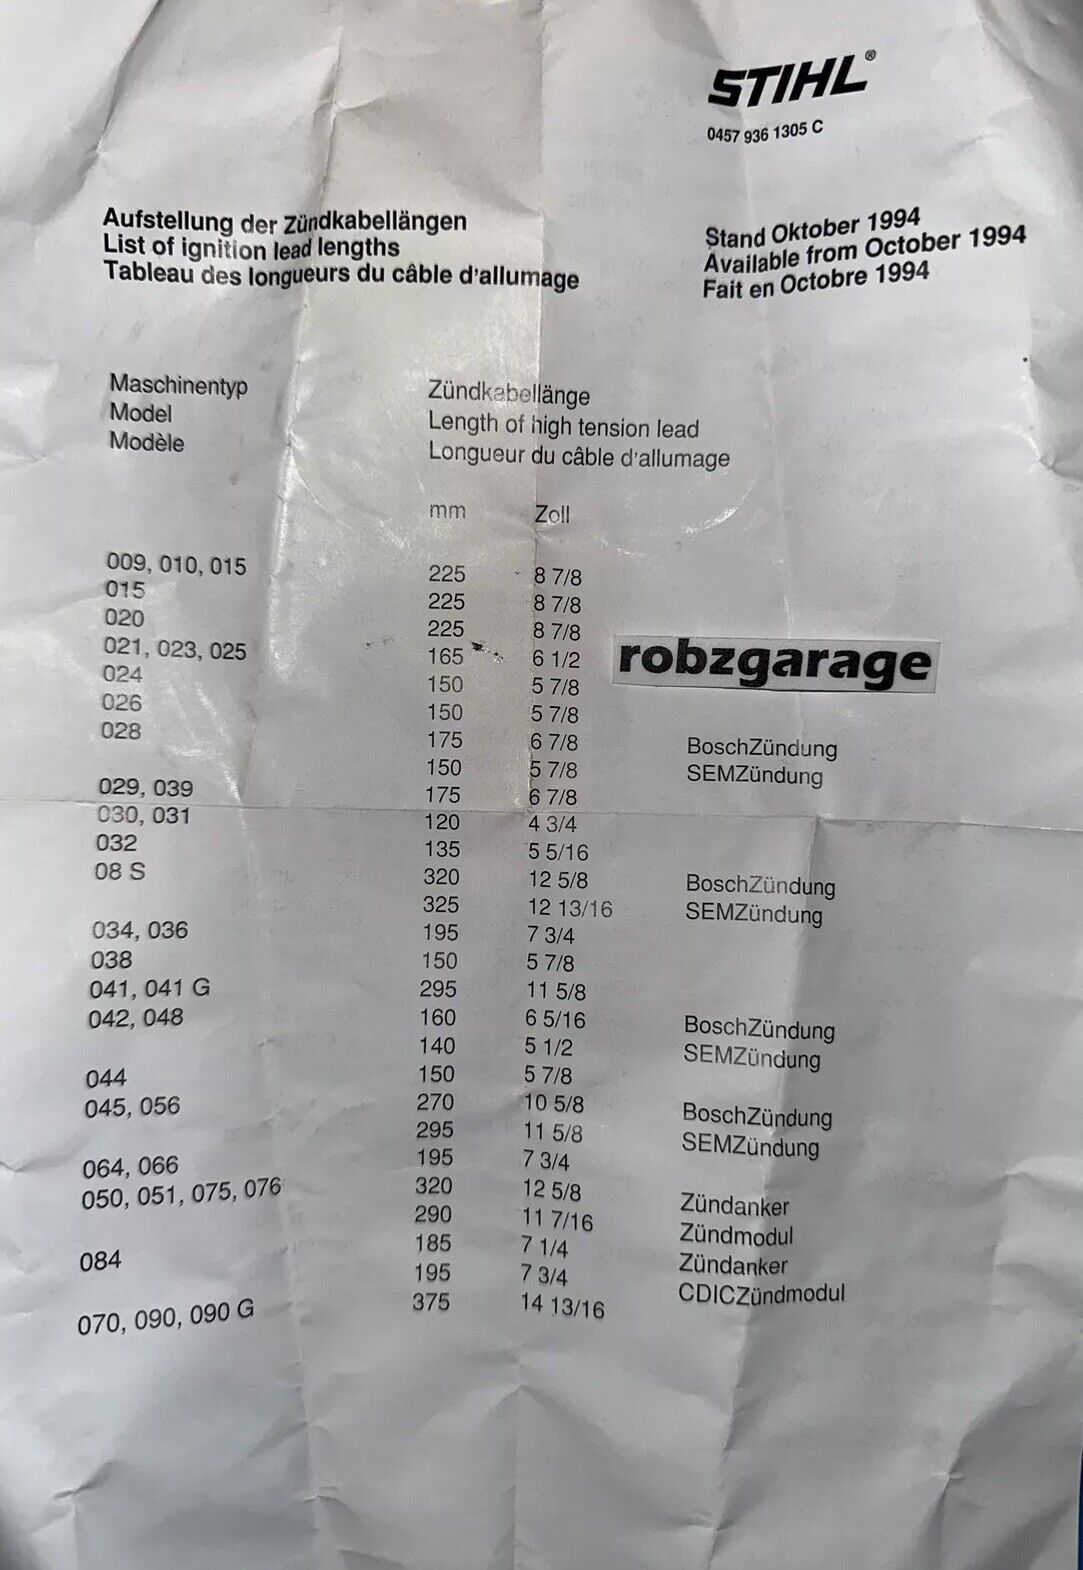 STIHL®
0457 936 1305 C
Aufstellung der Zündkabellängen
List of ignition lead lengths
Tableau des longueurs du câble d'allumage
Stand Oktober 1994
Available from October 1994
Fait en Octobre 1994
Maschinentyp
Model
Modèle
Zündkabellänge
Length of high tension lead
Longueur du câble d'allumage
mm Zoll
009, 010, 015 225 8 7/8
015 225 8 7/8
020 225 8 7/8
021, 023, 025 165 6 1/2
robzgarage
024 150 5 7/8
026 150 5 7/8
028 175 6 7/8 BoschZündung
150 5 7/8 SEMZündung
029, 039 175 6 7/8
030, 031 120 4 3/4
032 135 5 5/16
08 S 320 12 5/8 BoschZündung
325 12 13/16 SEMZündung
034, 036 195 7 3/4
038 150 5 7/8
041, 041 G 295 11 5/8
042, 048 160 6 5/16 BoschZündung
140 5 1/2 SEMZündung
044 150 5 7/8
045, 056 270 10 5/8 BoschZündung
295 11 5/8 SEMZündung
064, 066 195 7 3/4
050, 051, 075, 076 320 12 5/8 Zündanker
290 11 7/16 Zündmodul
084 185 7 1/4 Zündanker
195 7 3/4 CDICZündmodul
070, 090, 090 G 375 14 13/16